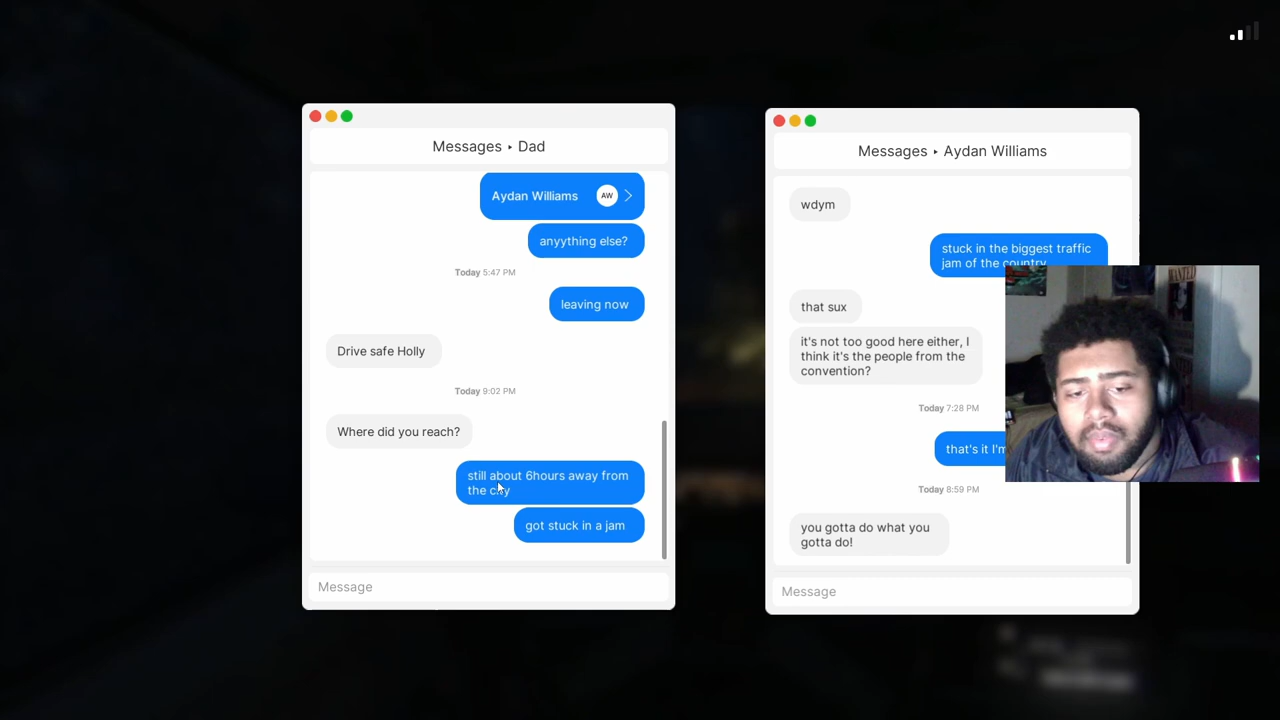 Messages ▸ Dad
Aydan Williams
AW
anyything else?
Today 5:47 PM
leaving now
Drive safe Holly
Today 9:02 PM
Where did you reach?
still about 6hours away from
the city
got stuck in a jam
Message
Messages ▸ Aydan Williams
wdym
stuck in the biggest traffic
jam of the country
that sux
it's not too good here either, I
think it's the people from the
convention?
Today 7:28 PM
that's it I'm
Today 8:59 PM
you gotta do what you
gotta do!
Message
WANTED